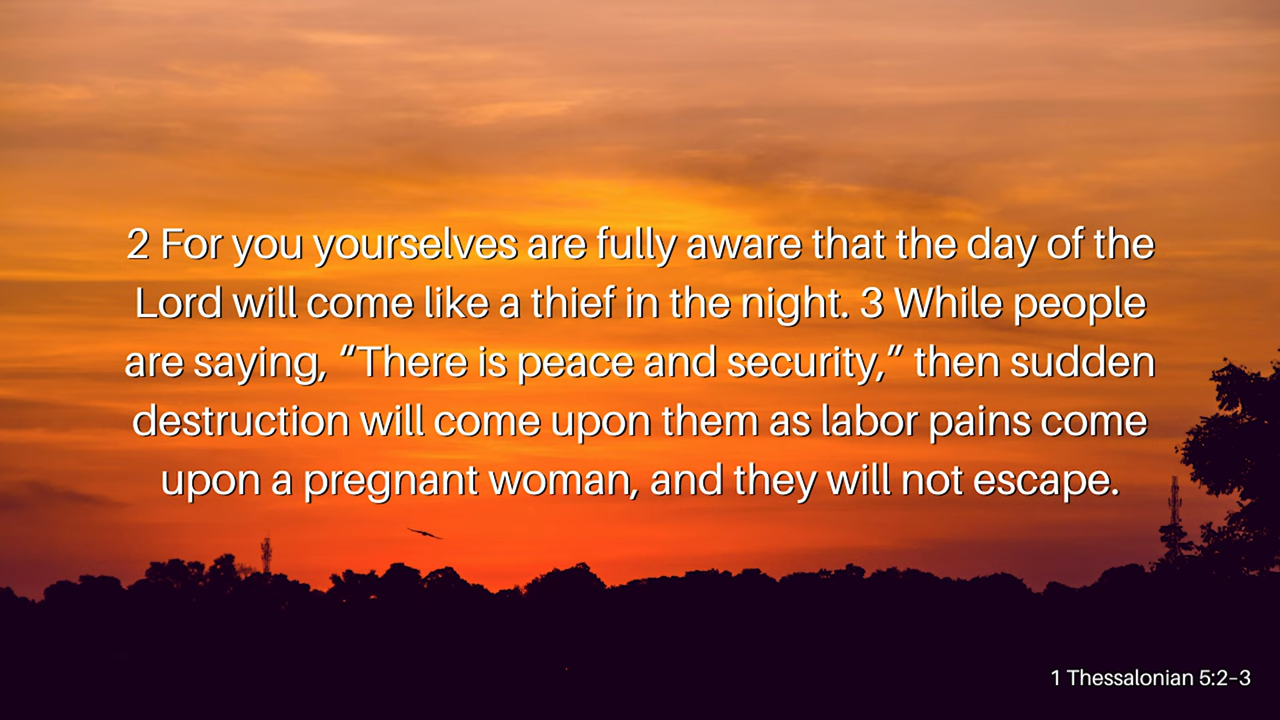 2 For you yourselves are fully aware that the day of the
Lord will come like a thief in the night. 3 While people
are saying, “There is peace and security,” then sudden
destruction will come upon them as labor pains come
upon a pregnant woman, and they will not escape.
1 Thessalonian 5:2–3